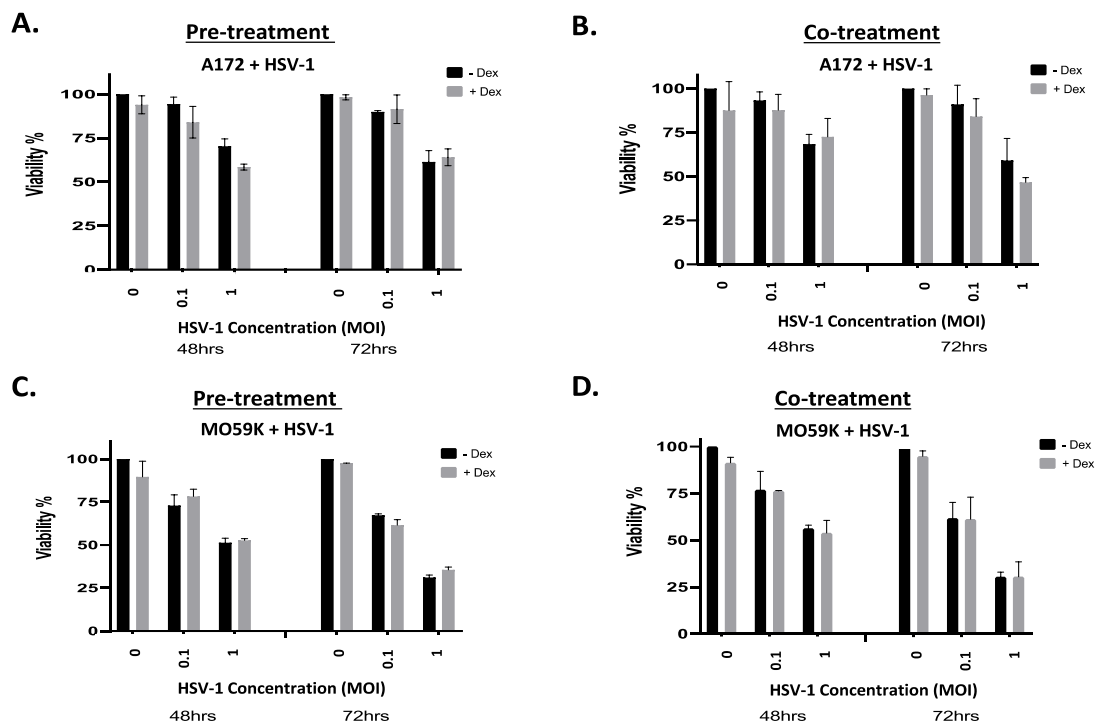 A.
Pre-treatment
A172 + HSV-1
- Dex
+ Dex
Viability %
100
75
50
25
0
0
0.1
1
0
0.1
1
HSV-1 Concentration (MOI)
48hrs
72hrs
B.
Co-treatment
A172 + HSV-1
- Dex
+ Dex
Viability %
100
75
50
25
0
0
0.1
1
0
0.1
1
HSV-1 Concentration (MOI)
48hrs
72hrs
C.
Pre-treatment
MO59K + HSV-1
- Dex
+ Dex
Viability %
100
75
50
25
0
0
0.1
1
0
0.1
1
HSV-1 Concentration (MOI)
48hrs
72hrs
D.
Co-treatment
MO59K + HSV-1
- Dex
+ Dex
Viability %
100
75
50
25
0
0
0.1
1
0
0.1
1
HSV-1 Concentration (MOI)
48hrs
72hrs